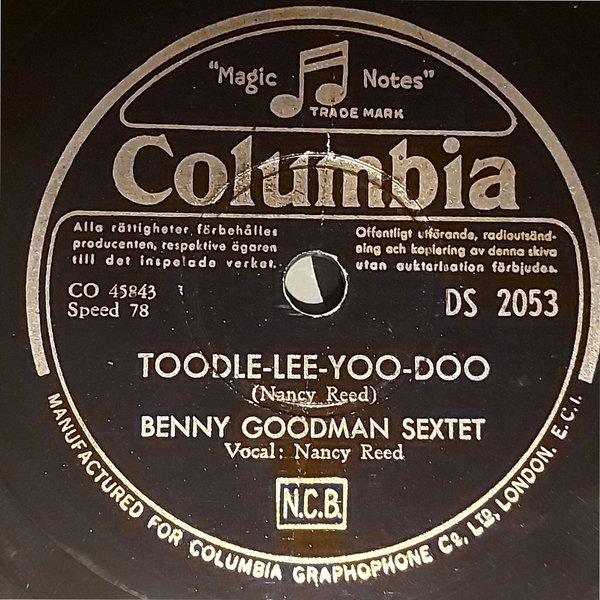 "Magic Notes"
TRADE MARK
Columbia
Alla rättigheter förbehålles
producenten, respektive ägaren
till det inspelade verket.
Offentligt utförande, radioutsänd-
ning och kopiering av denna skiva
utan auktorisation förbjudes.
CO 45843
Speed 78
DS 2053
TOODLE-LEE-YOO-DOO
(Nancy Reed)
BENNY GOODMAN SEXTET
Vocal: Nancy Reed
N.C.B.
MANUFACTURED FOR COLUMBIA GRAPHOPHONE Co, LTD, LONDON. E.C.1.